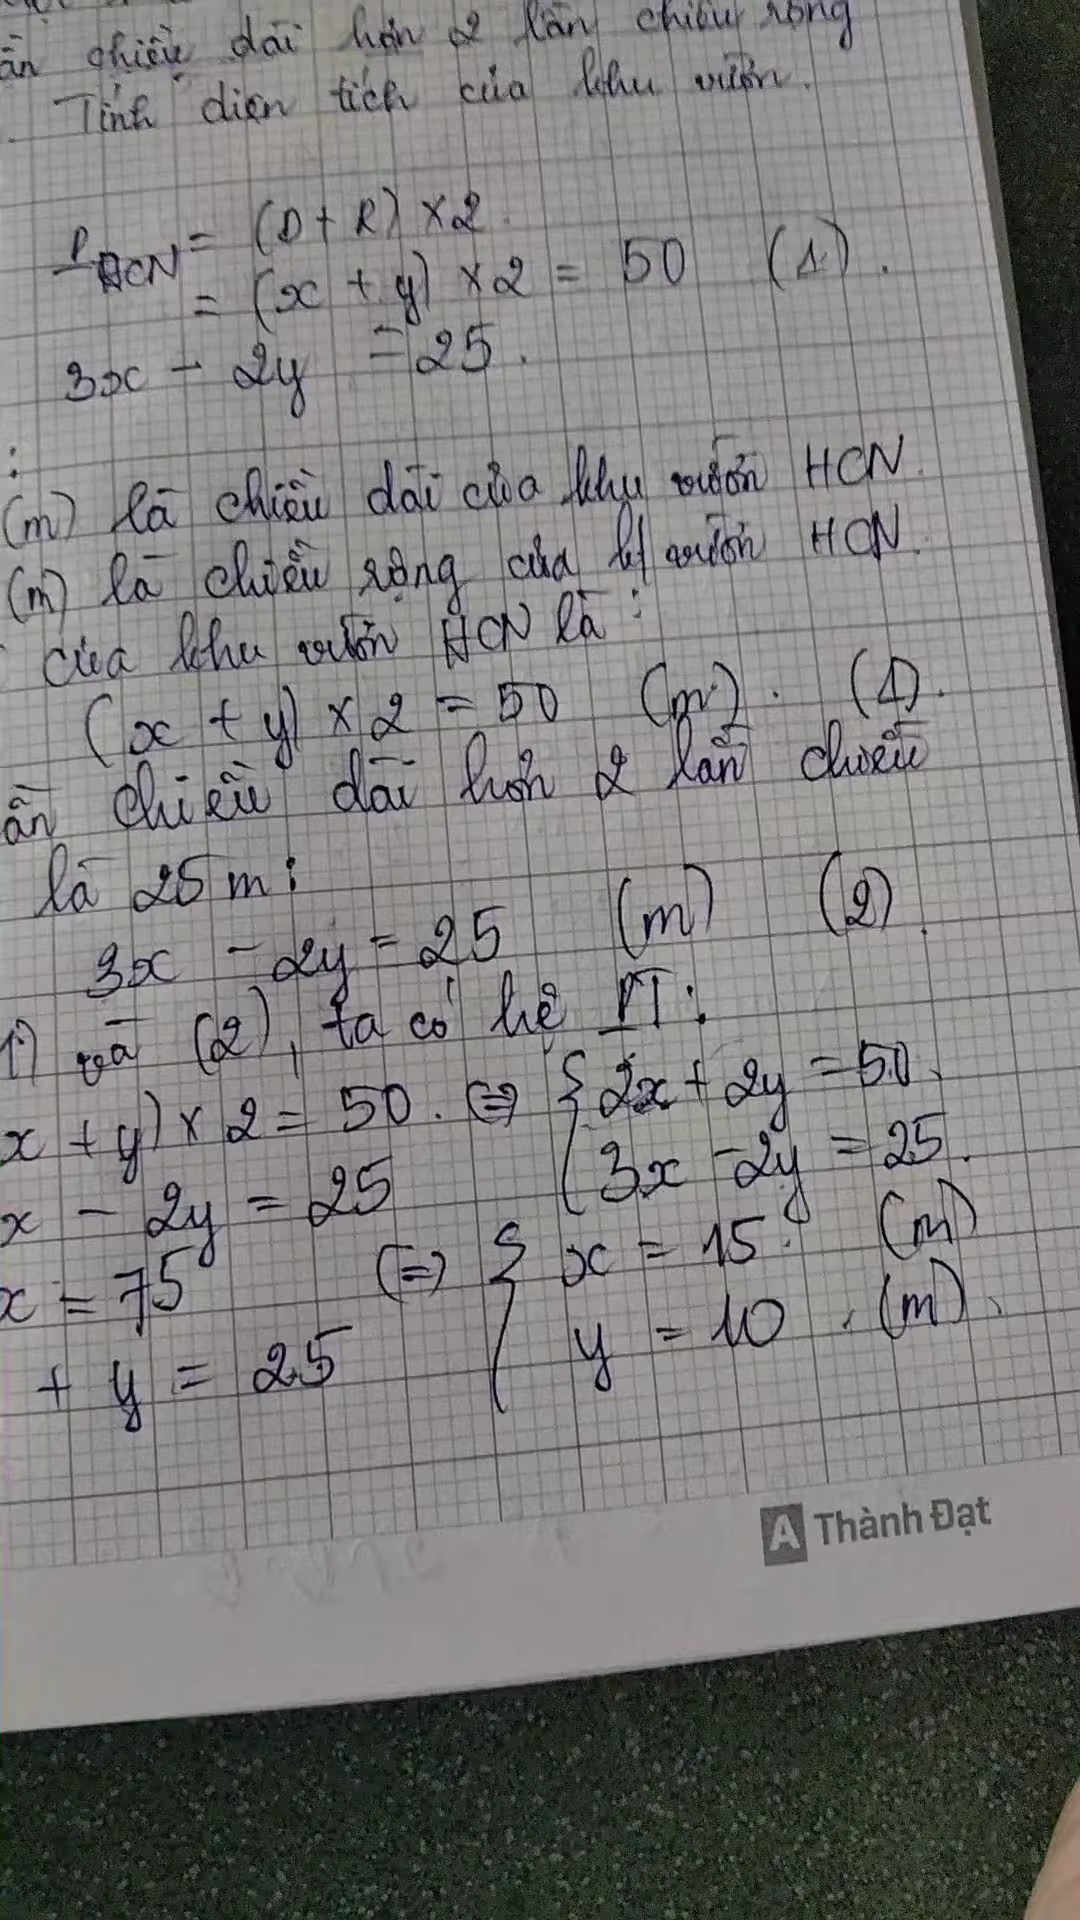 ần chiều dài hơn 2 lần chiều rộng
. Tính diện tích của khu vườn.
P HCN = (D + R) × 2.
= (x + y) × 2 = 50 (1).
3x - 2y = 25.
:
(m) là chiều dài của khu vườn HCN.
(m) là chiều rộng của kv vườn HCN.
của khu vườn HCN là:
(x + y) × 2 = 50 (m). (1).
ần chiều dài hơn 2 lần chiều
là 25 m:
3x - 2y = 25 (m) (2)
1) và (2), ta có hệ PT:
x + y) × 2 = 50. (=) { 2x + 2y = 50.
x - 2y = 25 { 3x - 2y = 25.
x = 75 (=) { x = 15. (m)
+ y = 25 { y = 10. (m).
A Thành Đạt